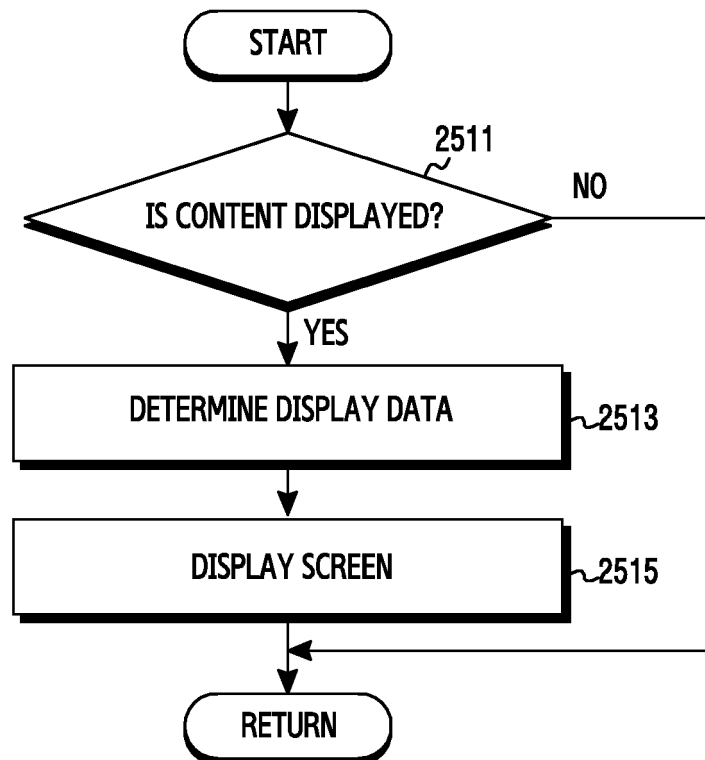 START
2511
IS CONTENT DISPLAYED?
NO
YES
DETERMINE DISPLAY DATA
2513
DISPLAY SCREEN
2515
RETURN